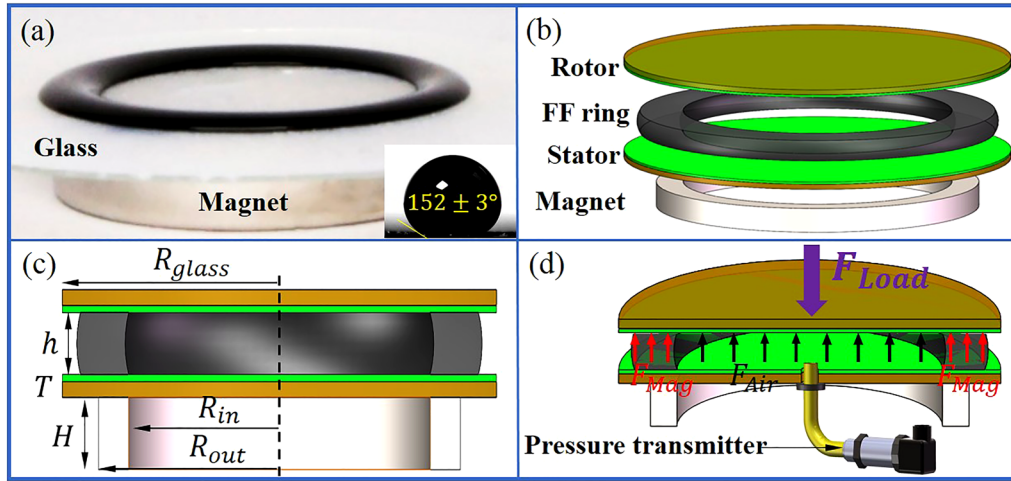 (a)
Glass
Magnet
152 ± 3°
(b)
Rotor
FF ring
Stator
Magnet
(c)
R_glass
h
T
H
R_in
R_out
(d)
F_Load
F_Mag
F_Air
F_Mag
Pressure transmitter